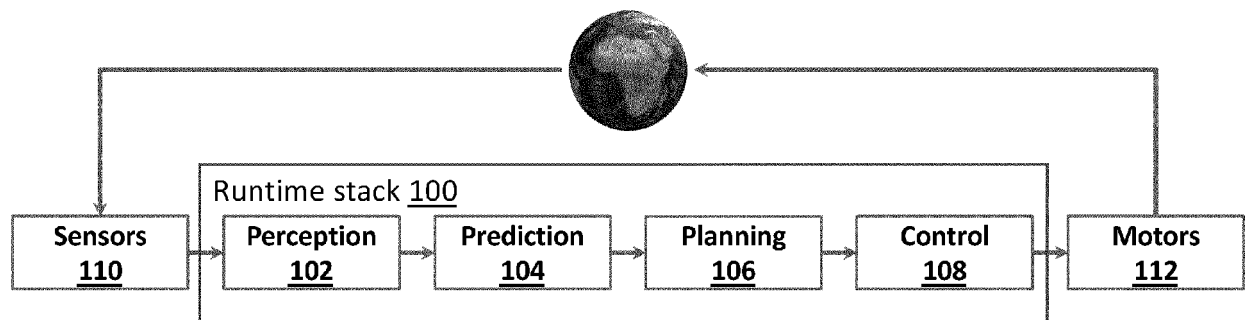 Runtime stack 100
Sensors
110
Perception
102
Prediction
104
Planning
106
Control
108
Motors
112